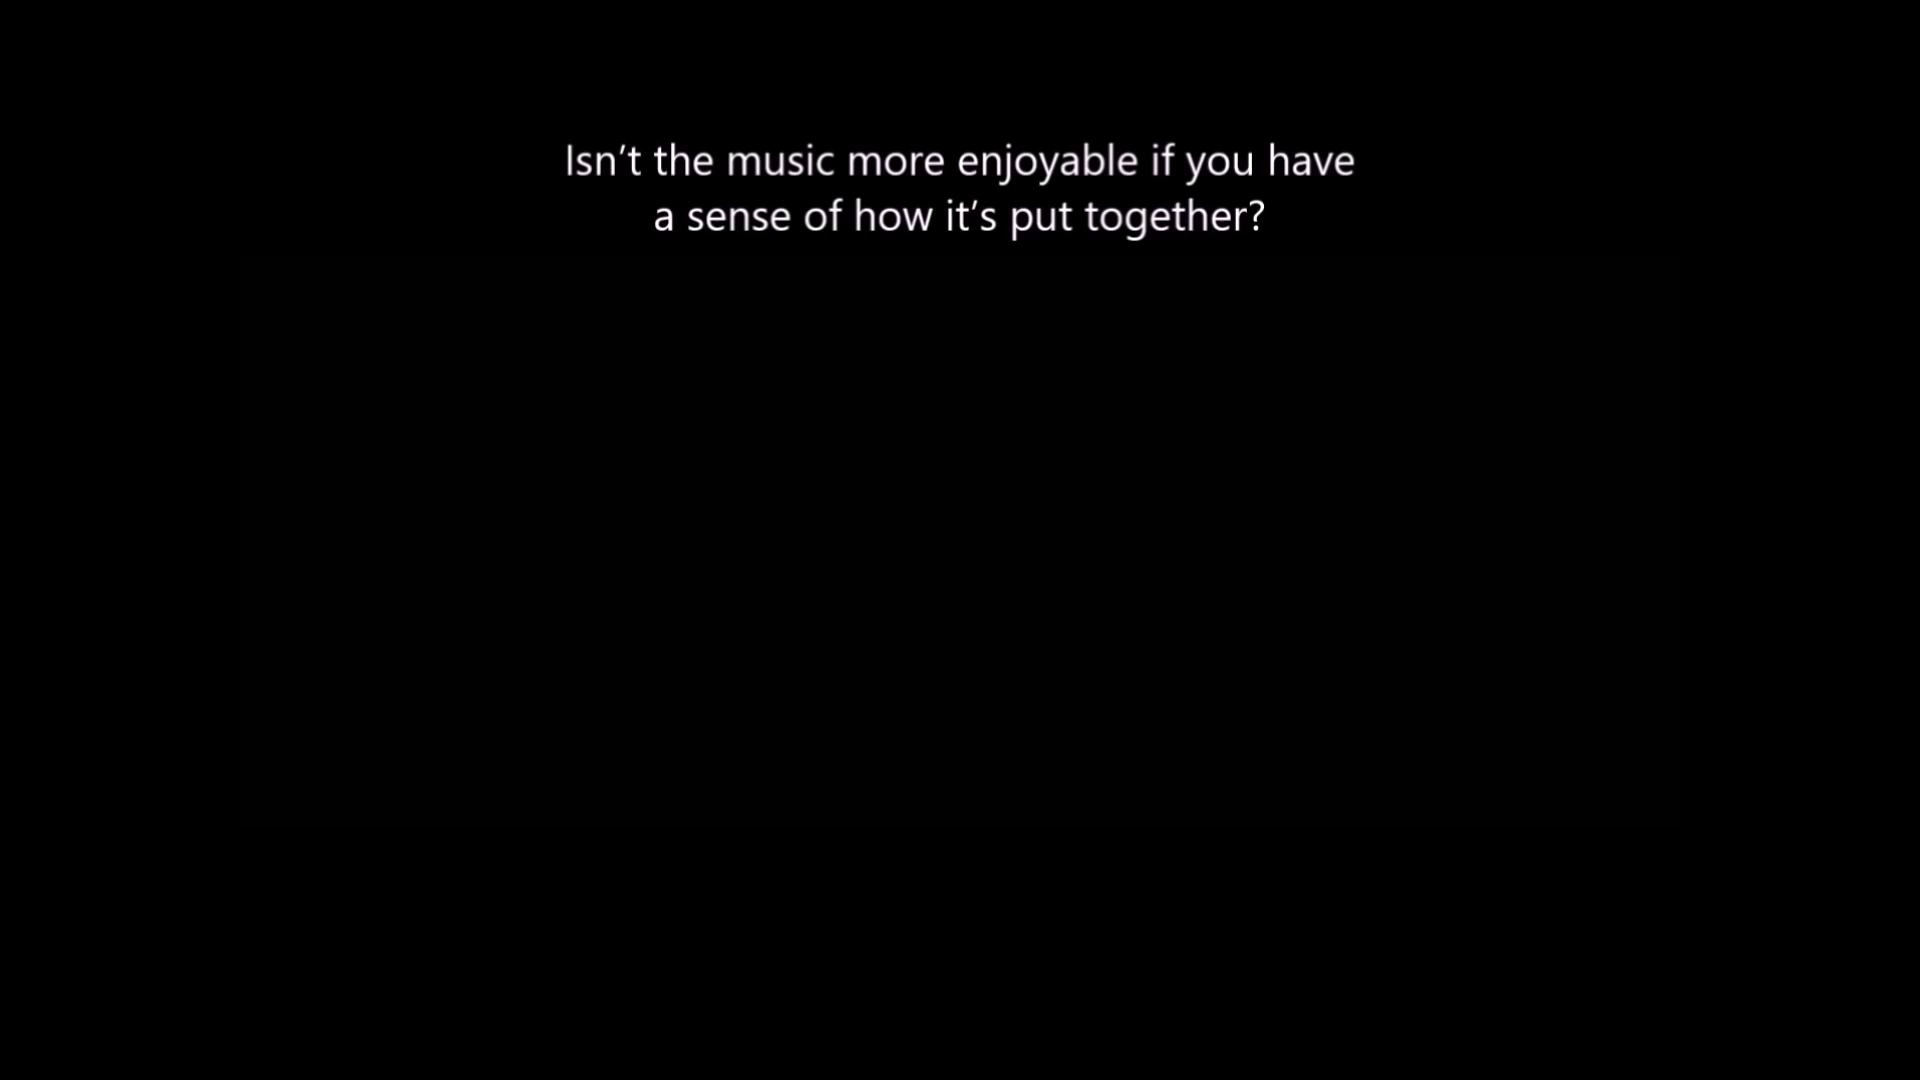 Isn’t the music more enjoyable if you have
a sense of how it’s put together?